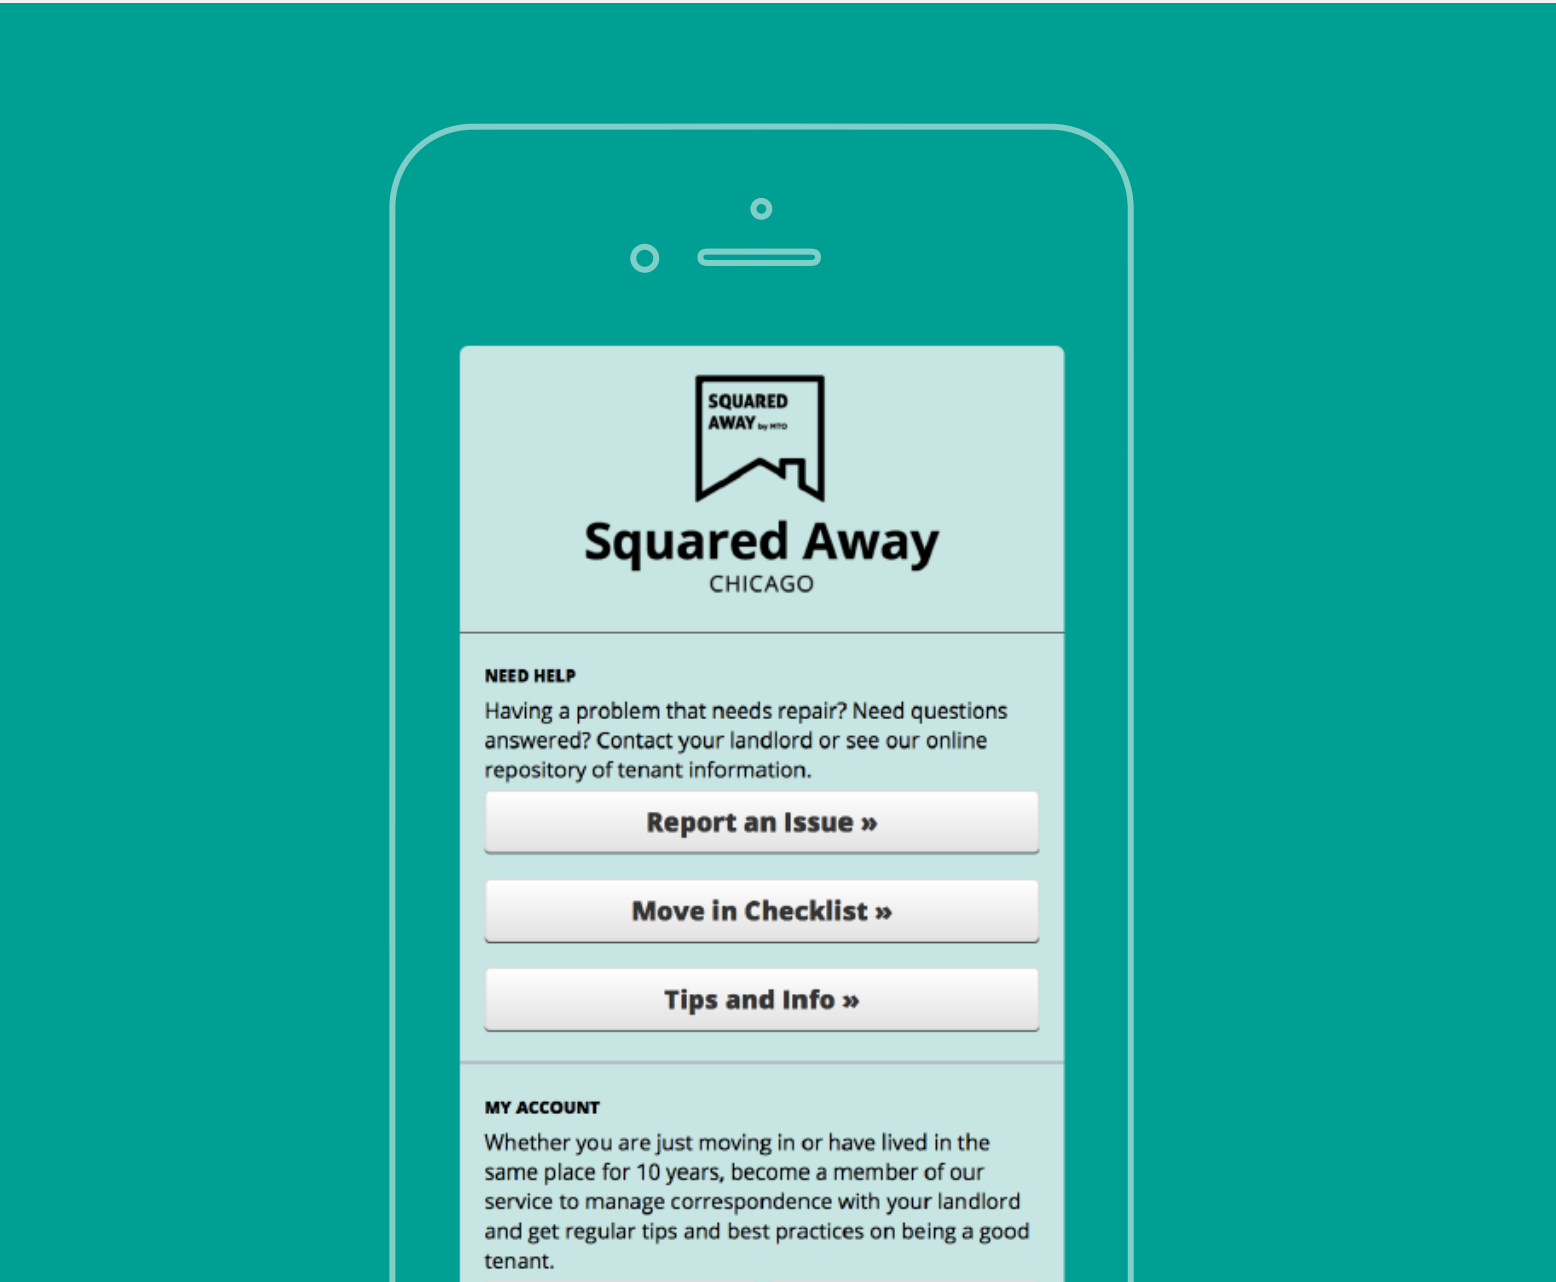 SQUARED
AWAY by MTO
Squared Away
CHICAGO
NEED HELP
Having a problem that needs repair? Need questions
answered? Contact your landlord or see our online
repository of tenant information.
Report an Issue »
Move in Checklist »
Tips and Info »
MY ACCOUNT
Whether you are just moving in or have lived in the
same place for 10 years, become a member of our
service to manage correspondence with your landlord
and get regular tips and best practices on being a good
tenant.